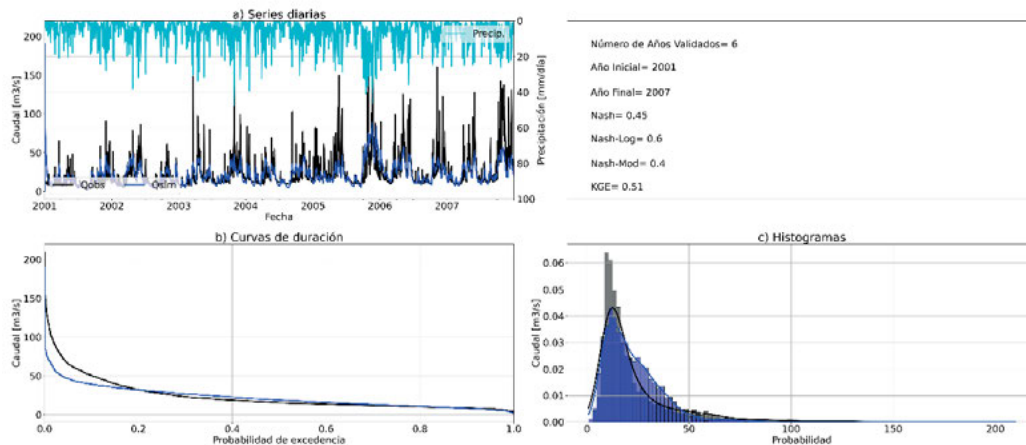 a) Series diarias
Caudal [m3/s]
200
150
100
50
0
Precip.
0
20
40
60
80
100
Precipitación [mm/día]
Qobs
Qsim
2001
2002
2003
2004
2005
2006
2007
Fecha
Número de Años Validados= 6
Año Inicial= 2001
Año Final= 2007
Nash= 0.45
Nash-Log= 0.6
Nash-Mod= 0.4
KGE= 0.51
b) Curvas de duración
Caudal [m3/s]
200
150
100
50
0
0.0
0.2
0.4
0.6
0.8
1.0
Probabilidad de excedencia
c) Histogramas
Caudal [m3/s]
0.06
0.05
0.04
0.03
0.02
0.01
0.00
0
50
100
150
200
Probabilidad